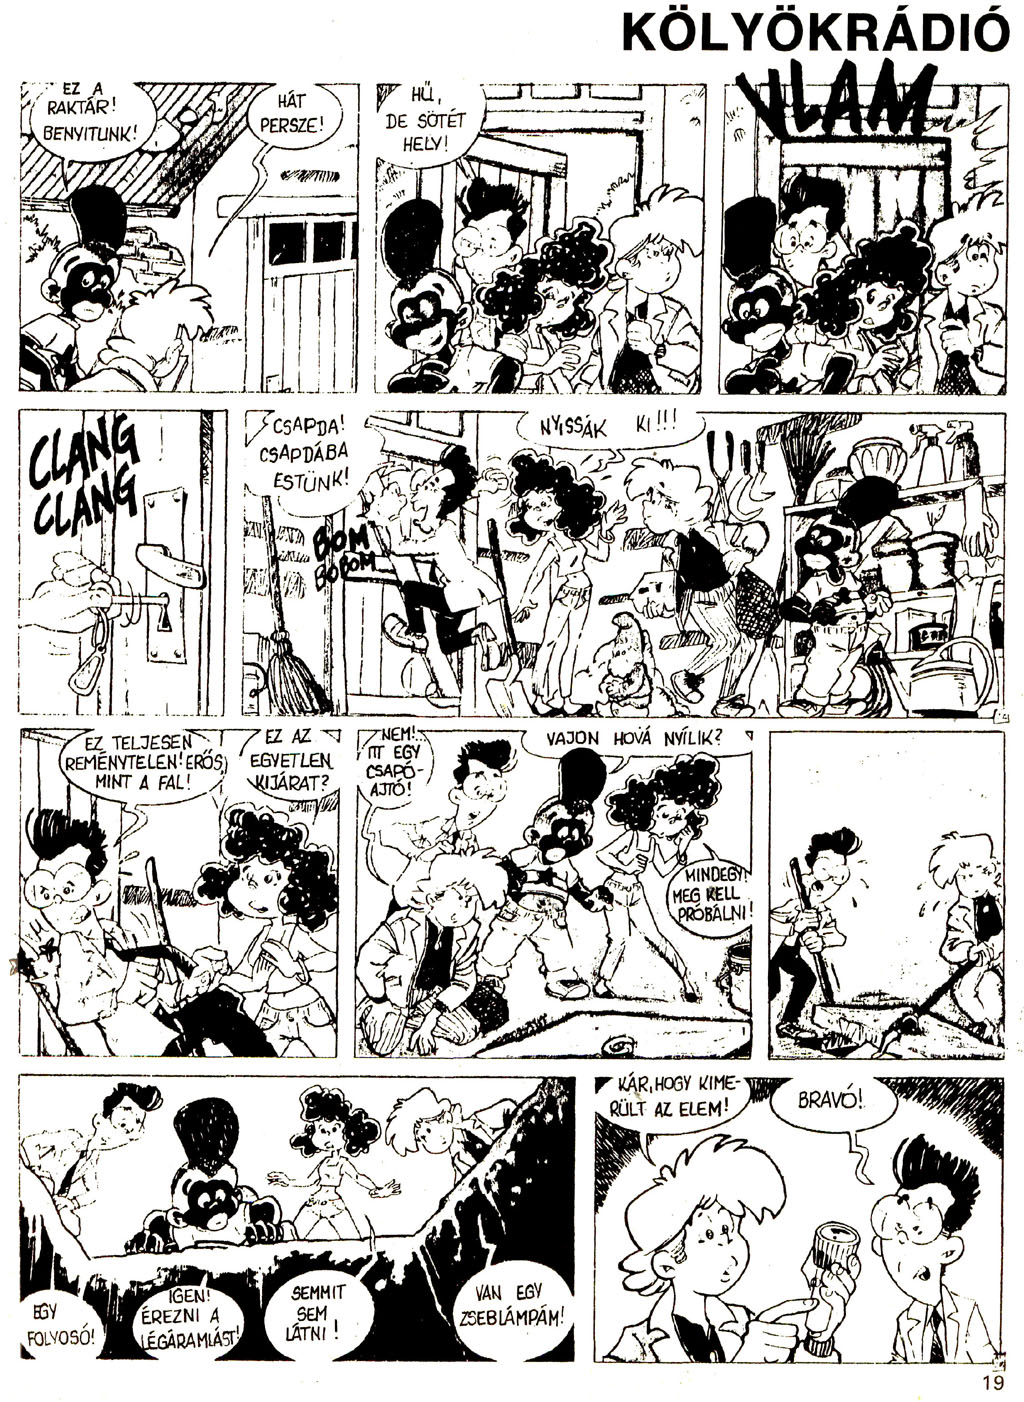 KÖLYÖKRÁDIÓ
EZ A
RAKTÁR!
BENYITUNK!
HÁT
PERSZE!
HŰ,
DE SÖTÉT
HELY!
VLAM
CLANG
CLANG
CSAPDA!
CSAPDÁBA
ESTÜNK!
BOM
BOBOM
NYISSÁK KI!!!
EZ TELJESEN
REMÉNYTELEN! ERŐS,
MINT A FAL!
EZ AZ
EGYETLEN
KIJÁRAT?
NEM!
ITT EGY
CSAPÓ-
AJTÓ!
VAJON HOVÁ NYÍLIK?
MINDEGY!
MEG KELL
PRÓBÁLNI!
EGY
FOLYOSÓ!
IGEN!
ÉREZNI A
LÉGÁRAMLÁST!
SEMMIT
SEM
LÁTNI!
VAN EGY
ZSEBLÁMPÁM!
KÁR, HOGY KIME-
RÜLT AZ ELEM!
BRAVÓ!
19